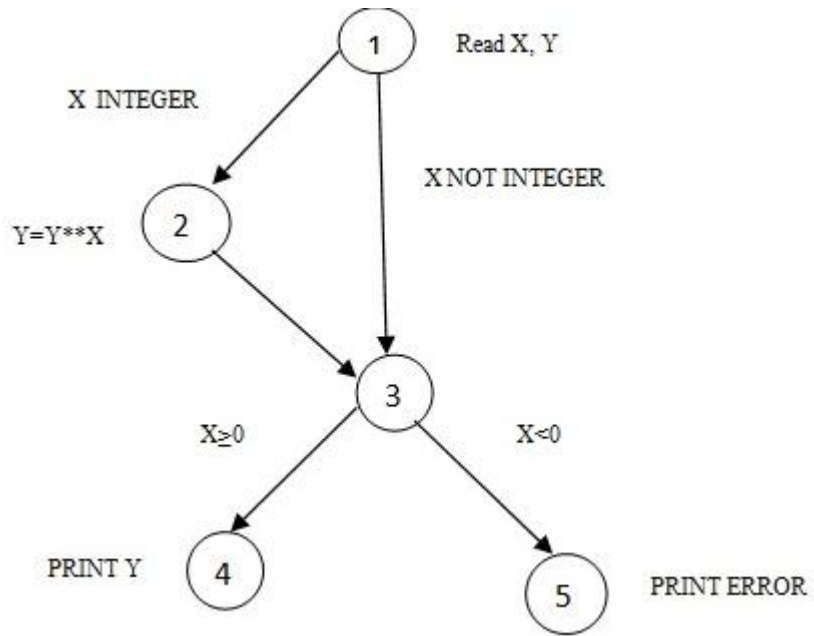 1
Read X, Y
X INTEGER
X NOT INTEGER
2
Y=Y**X
3
X≥0
X<0
PRINT Y
4
5
PRINT ERROR